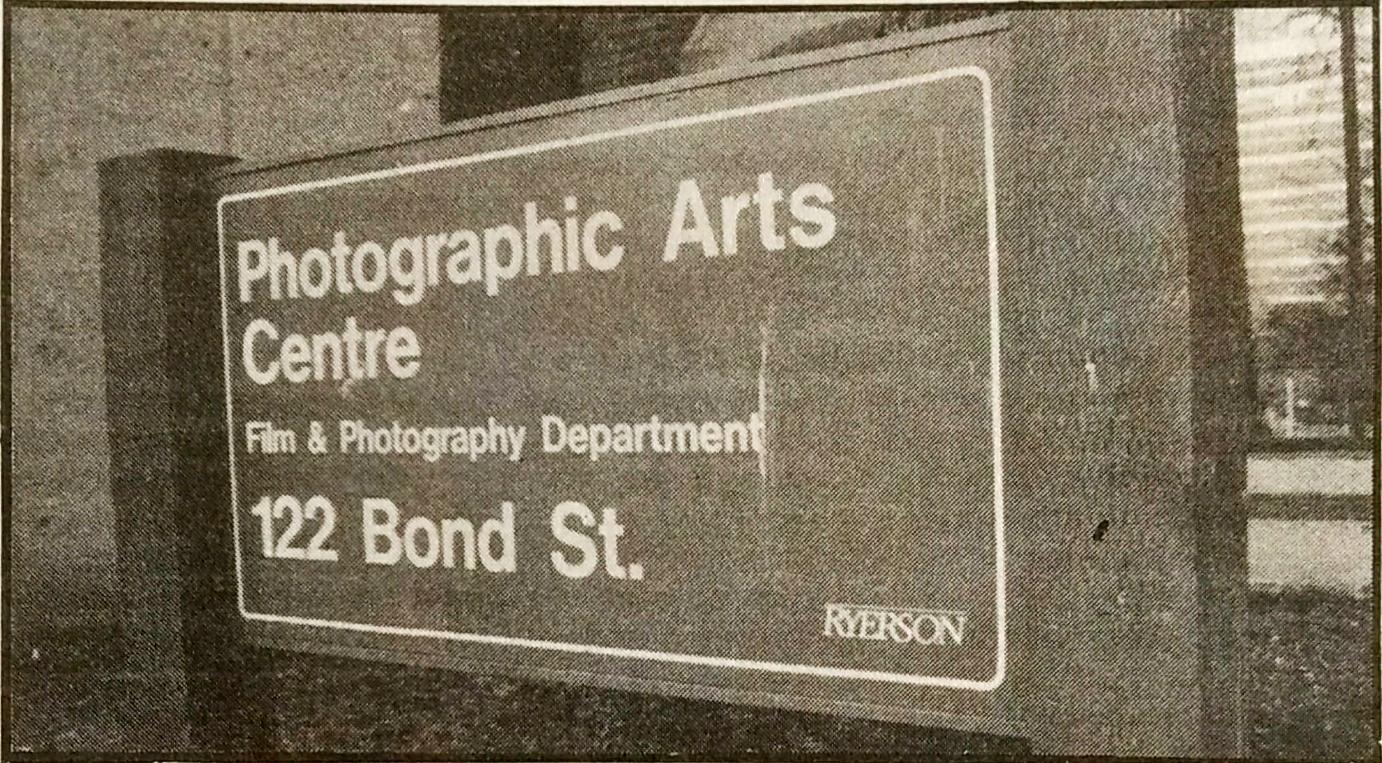 Photographic Arts
Centre
Film & Photography Department
122 Bond St.
RYERSON